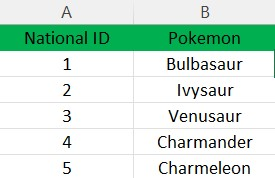 A B
National ID Pokemon
1 Bulbasaur
2 Ivysaur
3 Venusaur
4 Charmander
5 Charmeleon